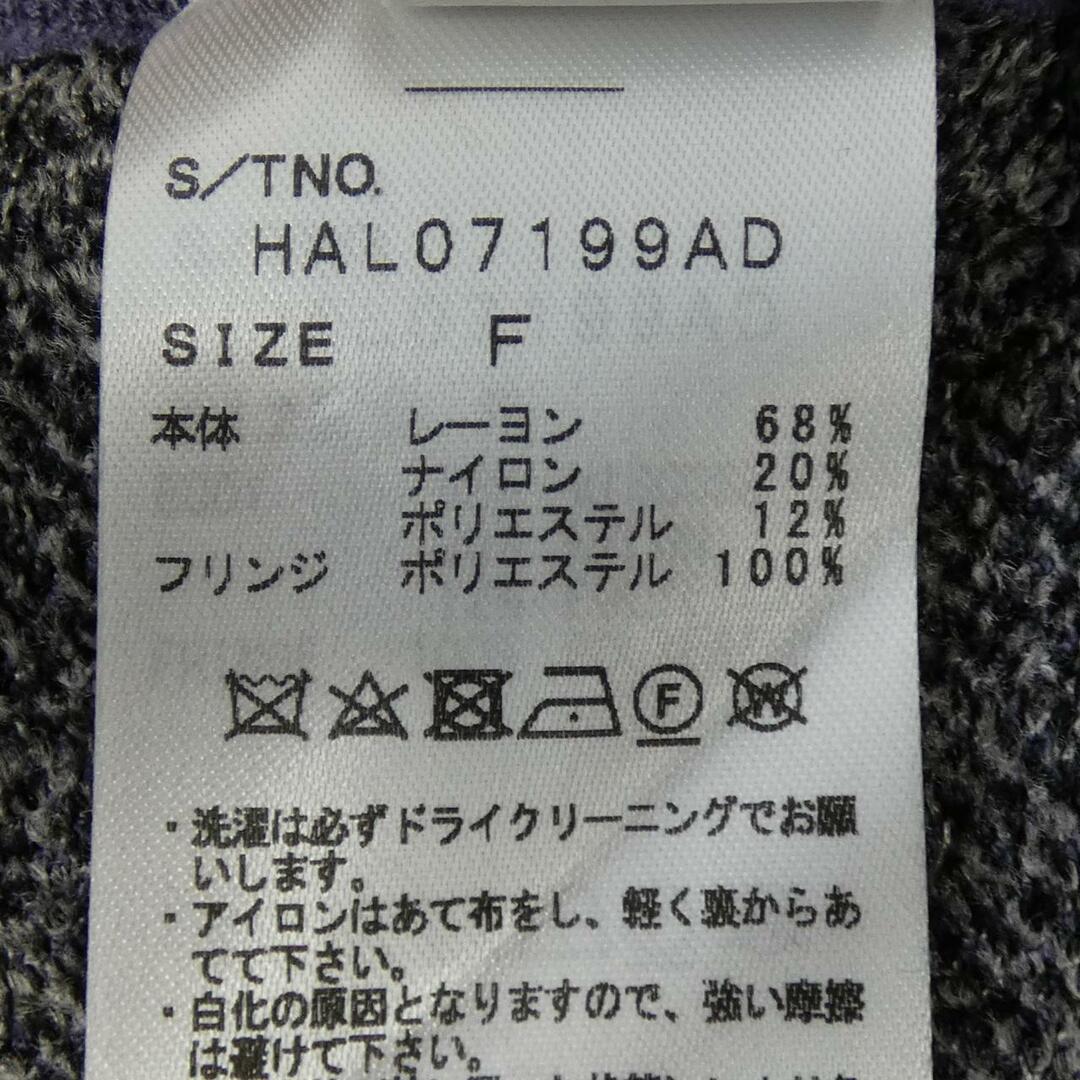 S/TNO.
HAL07199AD
SIZE F
本体 レーヨン 68%
ナイロン 20%
ポリエステル 12%
フリンジ ポリエステル 100%
F W
・洗濯は必ずドライクリーニングでお願
いします。
・アイロンはあて布をし、軽く裏からあ
てて下さい。
・白化の原因となりますので、強い摩擦
は避けて下さい。